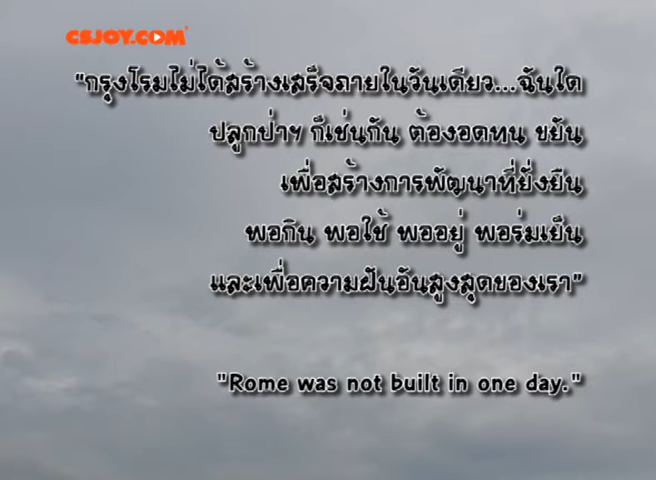 CSJOY.COM
"กรุงโรมไม่ได้สร้างเสร็จภายในวันเดียว...ฉันใด
ปลูกป่าฯ ก็เช่นกัน ต้องอดทน ขยัน
เพื่อสร้างการพัฒนาที่ยั่งยืน
พอกิน พอใช้ พออยู่ พอร่มเย็น
และเพื่อความฝันอันสูงสุดของเรา"
"Rome was not built in one day."